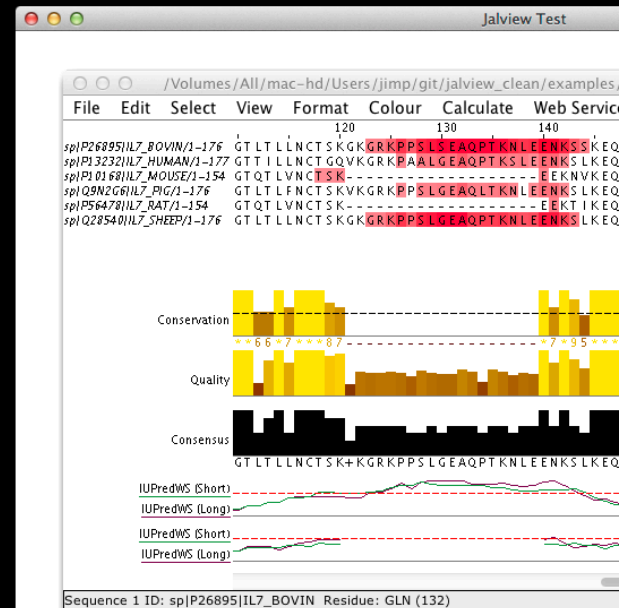 Jalview Test
/Volumes/All/mac-hd/Users/jimp/git/jalview_clean/examples/
File Edit Select View Format Colour Calculate Web Service
120 130 140
sp|P26895|IL7_BOVIN/1-176 GTLTLLNCTSKGKGRKPPSLSEAQPTKNLEENKSSKEQ
sp|P13232|IL7_HUMAN/1-177 GTTILLNCTGQVKGRKPAALGEAQPTKSLEENKSLKEQ
sp|P10168|IL7_MOUSE/1-154 GTQTLVNCTSK------------------EEKNVKEQ
sp|Q9N2G6|IL7_PIG/1-176 GTLTLFNCTSKVKGRKPPSLGEAQLTKNLEENKSLKEQ
sp|P56478|IL7_RAT/1-154 GTLTLVNCTSK------------------EEKTIKEQ
sp|Q28540|IL7_SHEEP/1-176 GTLTLLNCTSKGKGRKPPSLGEAQPTKNLEENKSLKEQ
Conservation
**66*7***87------------------*7*95***
Quality
Consensus
GTLTLLNCTSK+KGRKPPSLGEAQPTKNLEENKSLKEQ
IUPredWS (Short)
IUPredWS (Long)
IUPredWS (Short)
IUPredWS (Long)
Sequence 1 ID: sp|P26895|IL7_BOVIN Residue: GLN (132)